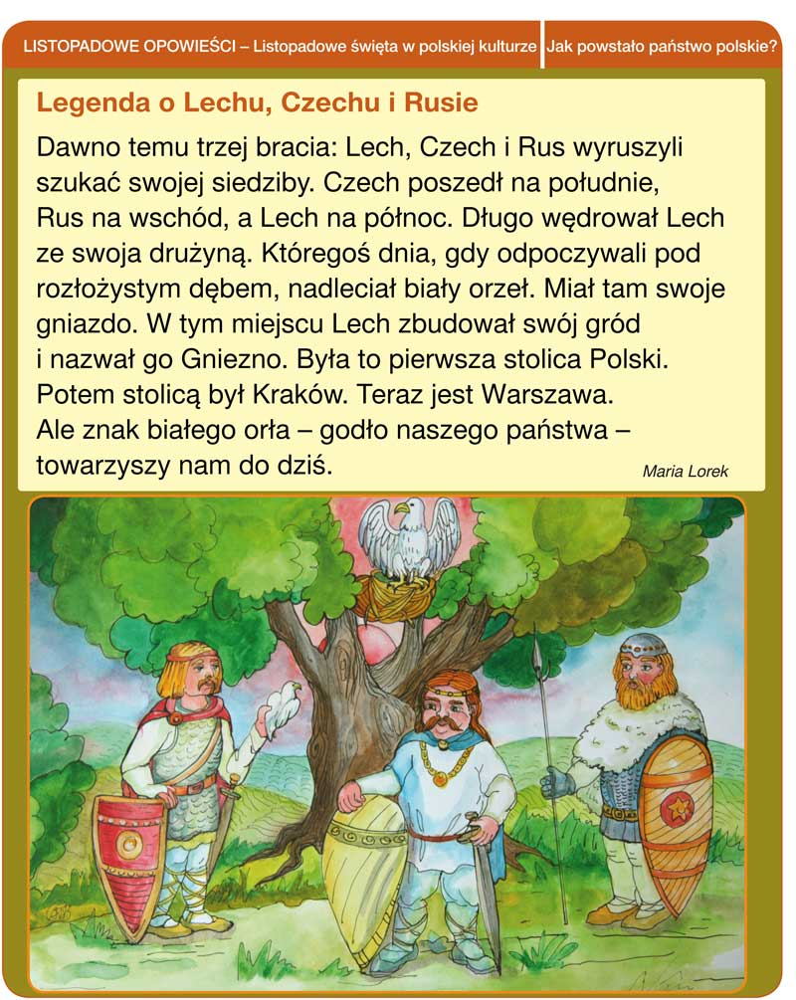 LISTOPADOWE OPOWIEŚCI – Listopadowe święta w polskiej kulturze
Jak powstało państwo polskie?
Legenda o Lechu, Czechu i Rusie
Dawno temu trzej bracia: Lech, Czech i Rus wyruszyli
szukać swojej siedziby. Czech poszedł na południe,
Rus na wschód, a Lech na północ. Długo wędrował Lech
ze swoja drużyną. Któregoś dnia, gdy odpoczywali pod
rozłożystym dębem, nadleciał biały orzeł. Miał tam swoje
gniazdo. W tym miejscu Lech zbudował swój gród
i nazwał go Gniezno. Była to pierwsza stolica Polski.
Potem stolicą był Kraków. Teraz jest Warszawa.
Ale znak białego orła – godło naszego państwa –
towarzyszy nam do dziś.
Maria Lorek